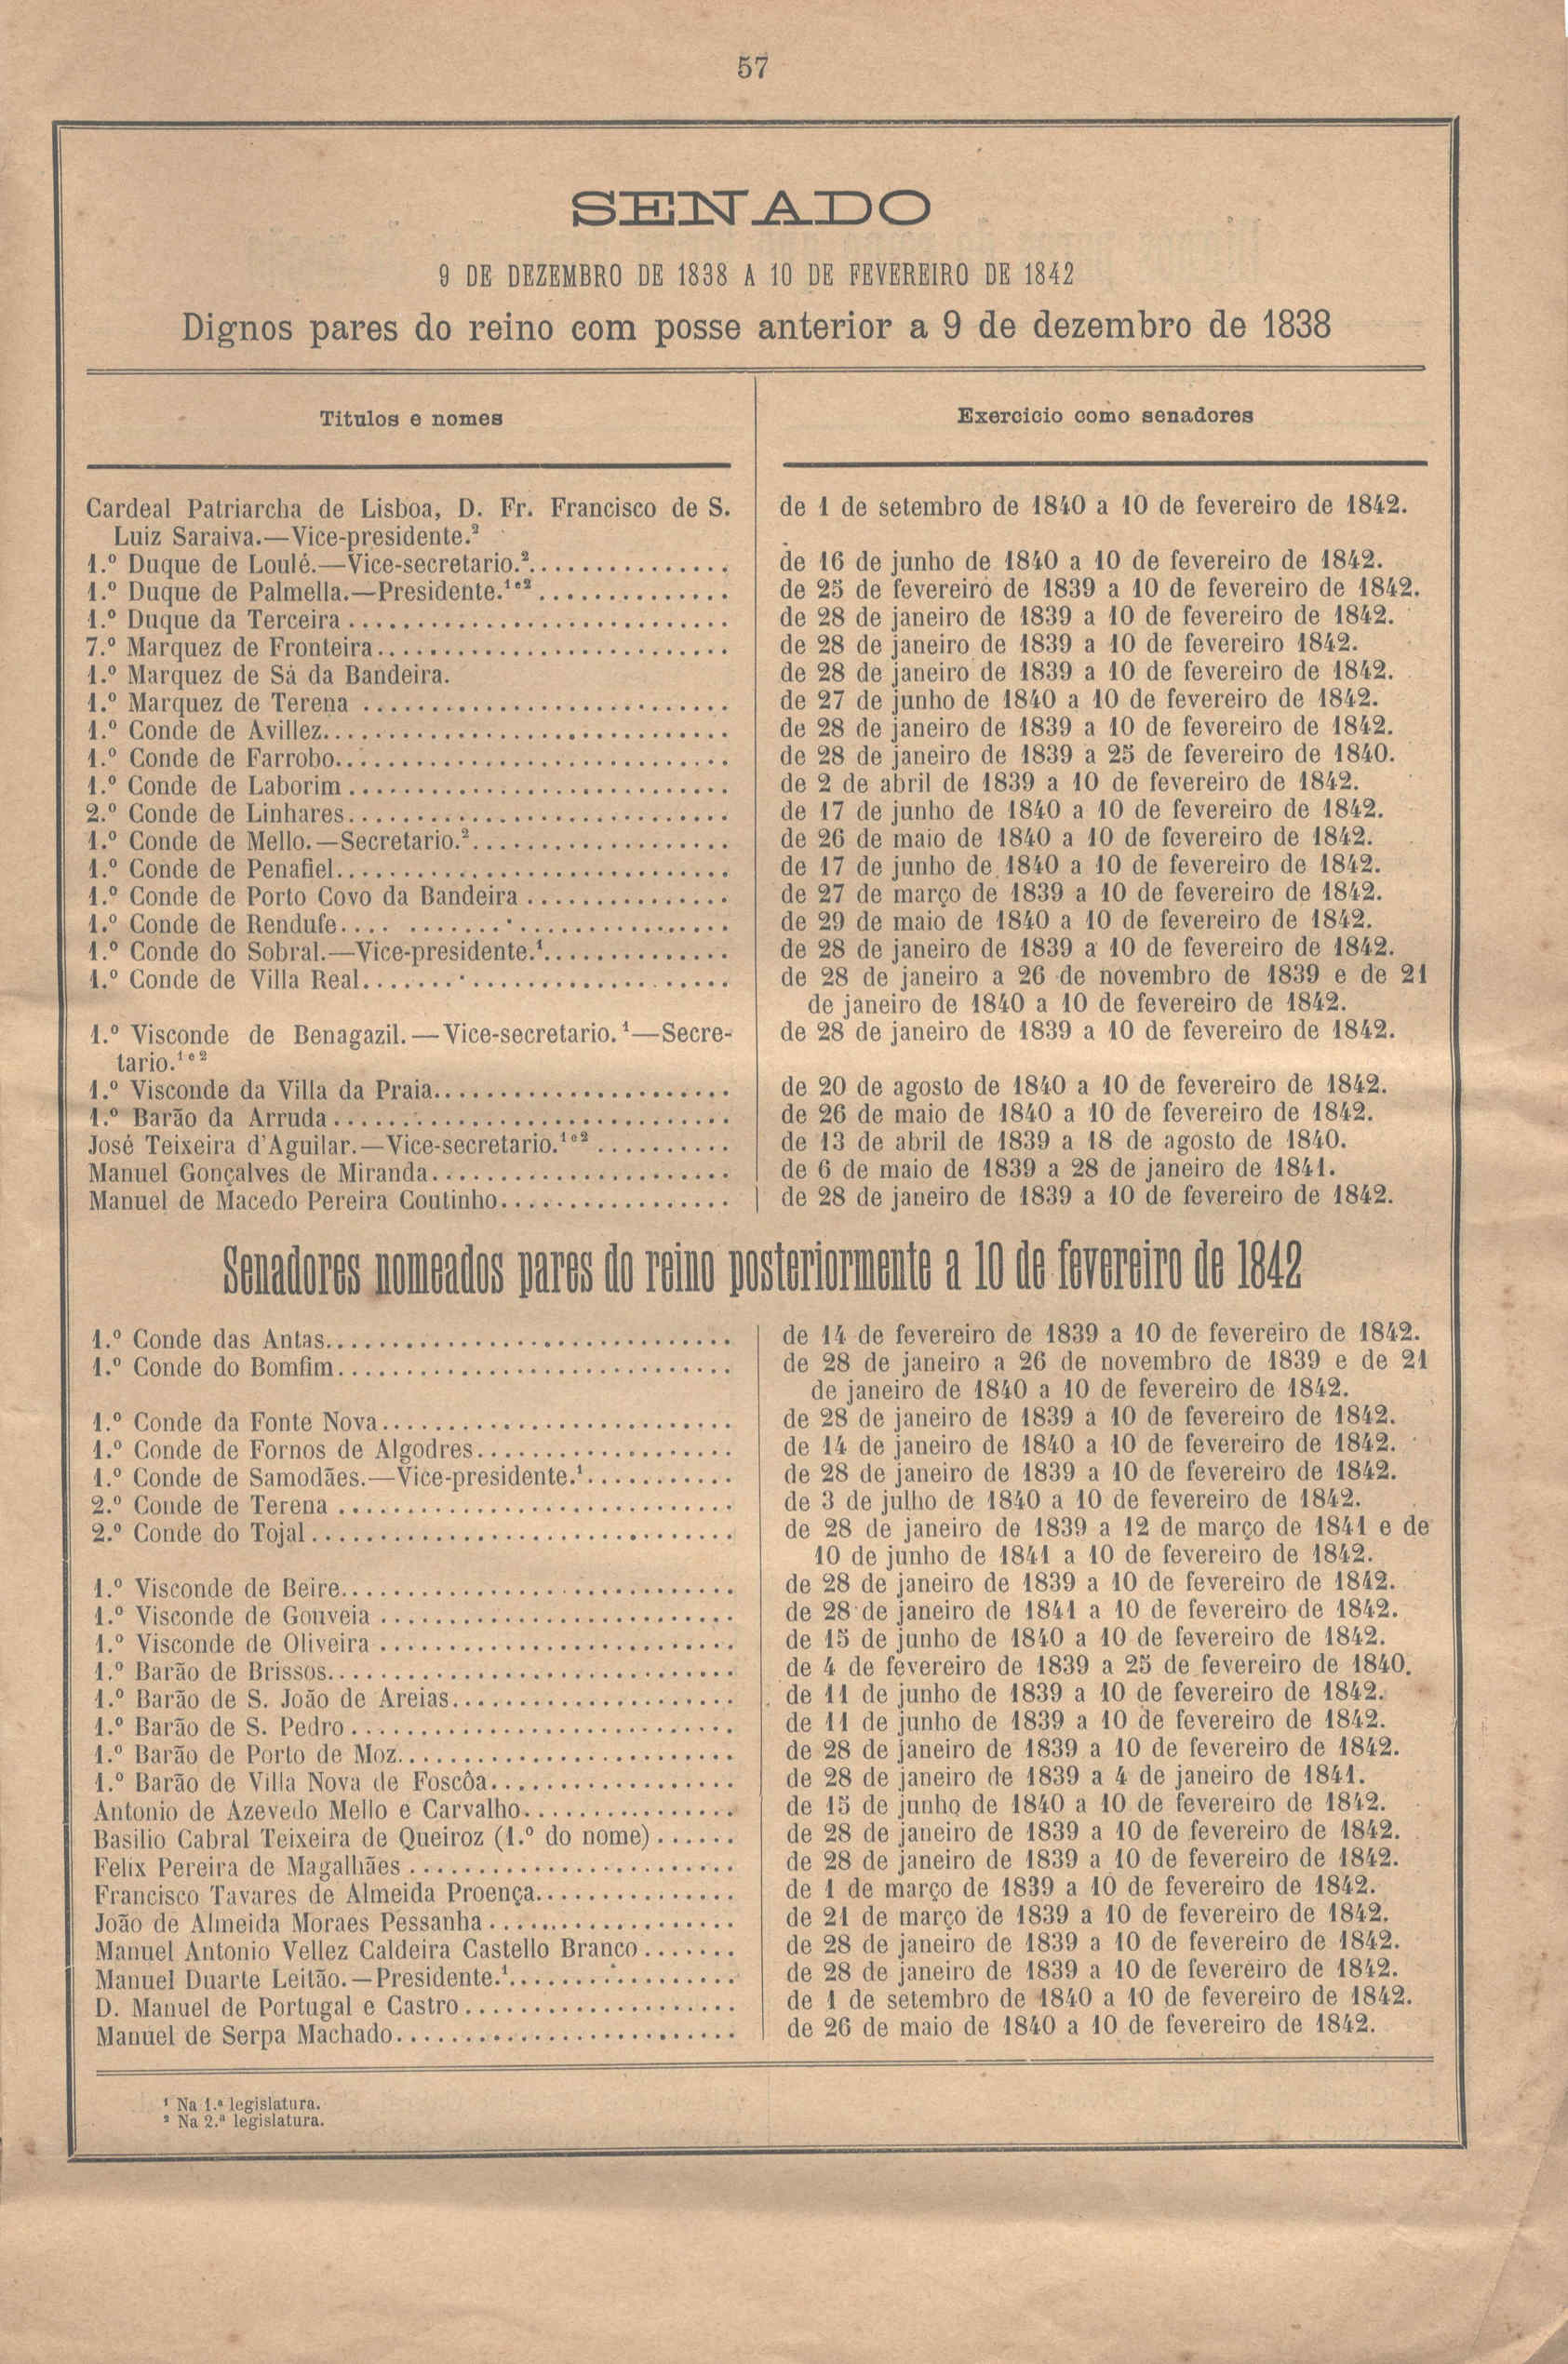 57
SENADO
9 DE DEZEMBRO DE 1838 A 10 DE FEVEREIRO DE 1842
Dignos pares do reino com posse anterior a 9 de dezembro de 1838
Titulos e nomes
Exercicio como senadores
Cardeal Patriarcha de Lisboa, D. Fr. Francisco de S. de 1 de setembro de 1840 a 10 de fevereiro de 1842.
Luiz Saraiva.—Vice-presidente.²
1.º Duque de Loulé.—Vice-secretario.².............. de 16 de junho de 1840 a 10 de fevereiro de 1842.
1.º Duque de Palmella.—Presidente.¹ᵉ².............. de 25 de fevereiro de 1839 a 10 de fevereiro de 1842.
1.º Duque da Terceira............................ de 28 de janeiro de 1839 a 10 de fevereiro de 1842.
7.º Marquez de Fronteira.......................... de 28 de janeiro de 1839 a 10 de fevereiro 1842.
1.º Marquez de Sá da Bandeira. de 28 de janeiro de 1839 a 10 de fevereiro de 1842.
1.º Marquez de Terena ........................... de 27 de junho de 1840 a 10 de fevereiro de 1842.
1.º Conde de Avillez.............................. de 28 de janeiro de 1839 a 10 de fevereiro de 1842.
1.º Conde de Farrobo............................. de 28 de janeiro de 1839 a 25 de fevereiro de 1840.
1.º Conde de Laborim............................ de 2 de abril de 1839 a 10 de fevereiro de 1842.
2.º Conde de Linhares............................ de 17 de junho de 1840 a 10 de fevereiro de 1842.
1.º Conde de Mello.—Secretario.²................... de 26 de maio de 1840 a 10 de fevereiro de 1842.
1.º Conde de Penafiel............................. de 17 de junho de 1840 a 10 de fevereiro de 1842.
1.º Conde de Porto Covo da Bandeira............... de 27 de março de 1839 a 10 de fevereiro de 1842.
1.º Conde de Rendufe............................ de 29 de maio de 1840 a 10 de fevereiro de 1842.
1.º Conde do Sobral.—Vice-presidente.¹.............. de 28 de janeiro de 1839 a 10 de fevereiro de 1842.
1.º Conde de Villa Real........................... de 28 de janeiro a 26 de novembro de 1839 e de 21
de janeiro de 1840 a 10 de fevereiro de 1842.
1.º Visconde de Benagazil.—Vice-secretario.¹—Secre- de 28 de janeiro de 1839 a 10 de fevereiro de 1842.
tario.¹ᵉ²
1.º Visconde da Villa da Praia...................... de 20 de agosto de 1840 a 10 de fevereiro de 1842.
1.º Barão da Arruda............................. de 26 de maio de 1840 a 10 de fevereiro de 1842.
José Teixeira d'Aguilar.—Vice-secretario.¹ᵉ².......... de 13 de abril de 1839 a 18 de agosto de 1840.
Manuel Gonçalves de Miranda...................... de 6 de maio de 1839 a 28 de janeiro de 1841.
Manuel de Macedo Pereira Coutinho................. de 28 de janeiro de 1839 a 10 de fevereiro de 1842.
Senadores nomeados pares do reino posteriormente a 10 de fevereiro de 1842
1.º Conde das Antas.............................. de 14 de fevereiro de 1839 a 10 de fevereiro de 1842.
1.º Conde do Bomfim............................. de 28 de janeiro a 26 de novembro de 1839 e de 21
de janeiro de 1840 a 10 de fevereiro de 1842.
1.º Conde da Fonte Nova.......................... de 28 de janeiro de 1839 a 10 de fevereiro de 1842.
1.º Conde de Fornos de Algodres................... de 14 de janeiro de 1840 a 10 de fevereiro de 1842.
1.º Conde de Samodães.—Vice-presidente.¹........... de 28 de janeiro de 1839 a 10 de fevereiro de 1842.
2.º Conde de Terena ............................. de 3 de julho de 1840 a 10 de fevereiro de 1842.
2.º Conde do Tojal............................... de 28 de janeiro de 1839 a 12 de março de 1841 e de
10 de junho de 1841 a 10 de fevereiro de 1842.
1.º Visconde de Beire............................. de 28 de janeiro de 1839 a 10 de fevereiro de 1842.
1.º Visconde de Gouveia .......................... de 28 de janeiro de 1841 a 10 de fevereiro de 1842.
1.º Visconde de Oliveira .......................... de 15 de junho de 1840 a 10 de fevereiro de 1842.
1.º Barão de Brissos.............................. de 4 de fevereiro de 1839 a 25 de fevereiro de 1840.
1.º Barão de S. João de Areias..................... de 11 de junho de 1839 a 10 de fevereiro de 1842.
1.º Barão de S. Pedro............................ de 11 de junho de 1839 a 10 de fevereiro de 1842.
1.º Barão de Porto de Moz......................... de 28 de janeiro de 1839 a 10 de fevereiro de 1842.
1.º Barão de Villa Nova de Foscôa.................. de 28 de janeiro de 1839 a 4 de janeiro de 1841.
Antonio de Azevedo Mello e Carvalho................ de 15 de junho de 1840 a 10 de fevereiro de 1842.
Basilio Cabral Teixeira de Queiroz (1.º do nome)...... de 28 de janeiro de 1839 a 10 de fevereiro de 1842.
Felix Pereira de Magalhães ........................ de 28 de janeiro de 1839 a 10 de fevereiro de 1842.
Francisco Tavares de Almeida Proença............... de 1 de março de 1839 a 10 de fevereiro de 1842.
João de Almeida Moraes Pessanha.................. de 21 de março de 1839 a 10 de fevereiro de 1842.
Manuel Antonio Vellez Caldeira Castello Branco....... de 28 de janeiro de 1839 a 10 de fevereiro de 1842.
Manuel Duarte Leitão.—Presidente.¹................. de 28 de janeiro de 1839 a 10 de fevereiro de 1842.
D. Manuel de Portugal e Castro.................... de 1 de setembro de 1840 a 10 de fevereiro de 1842.
Manuel de Serpa Machado......................... de 26 de maio de 1840 a 10 de fevereiro de 1842.
¹ Na 1.ª legislatura.
² Na 2.ª legislatura.